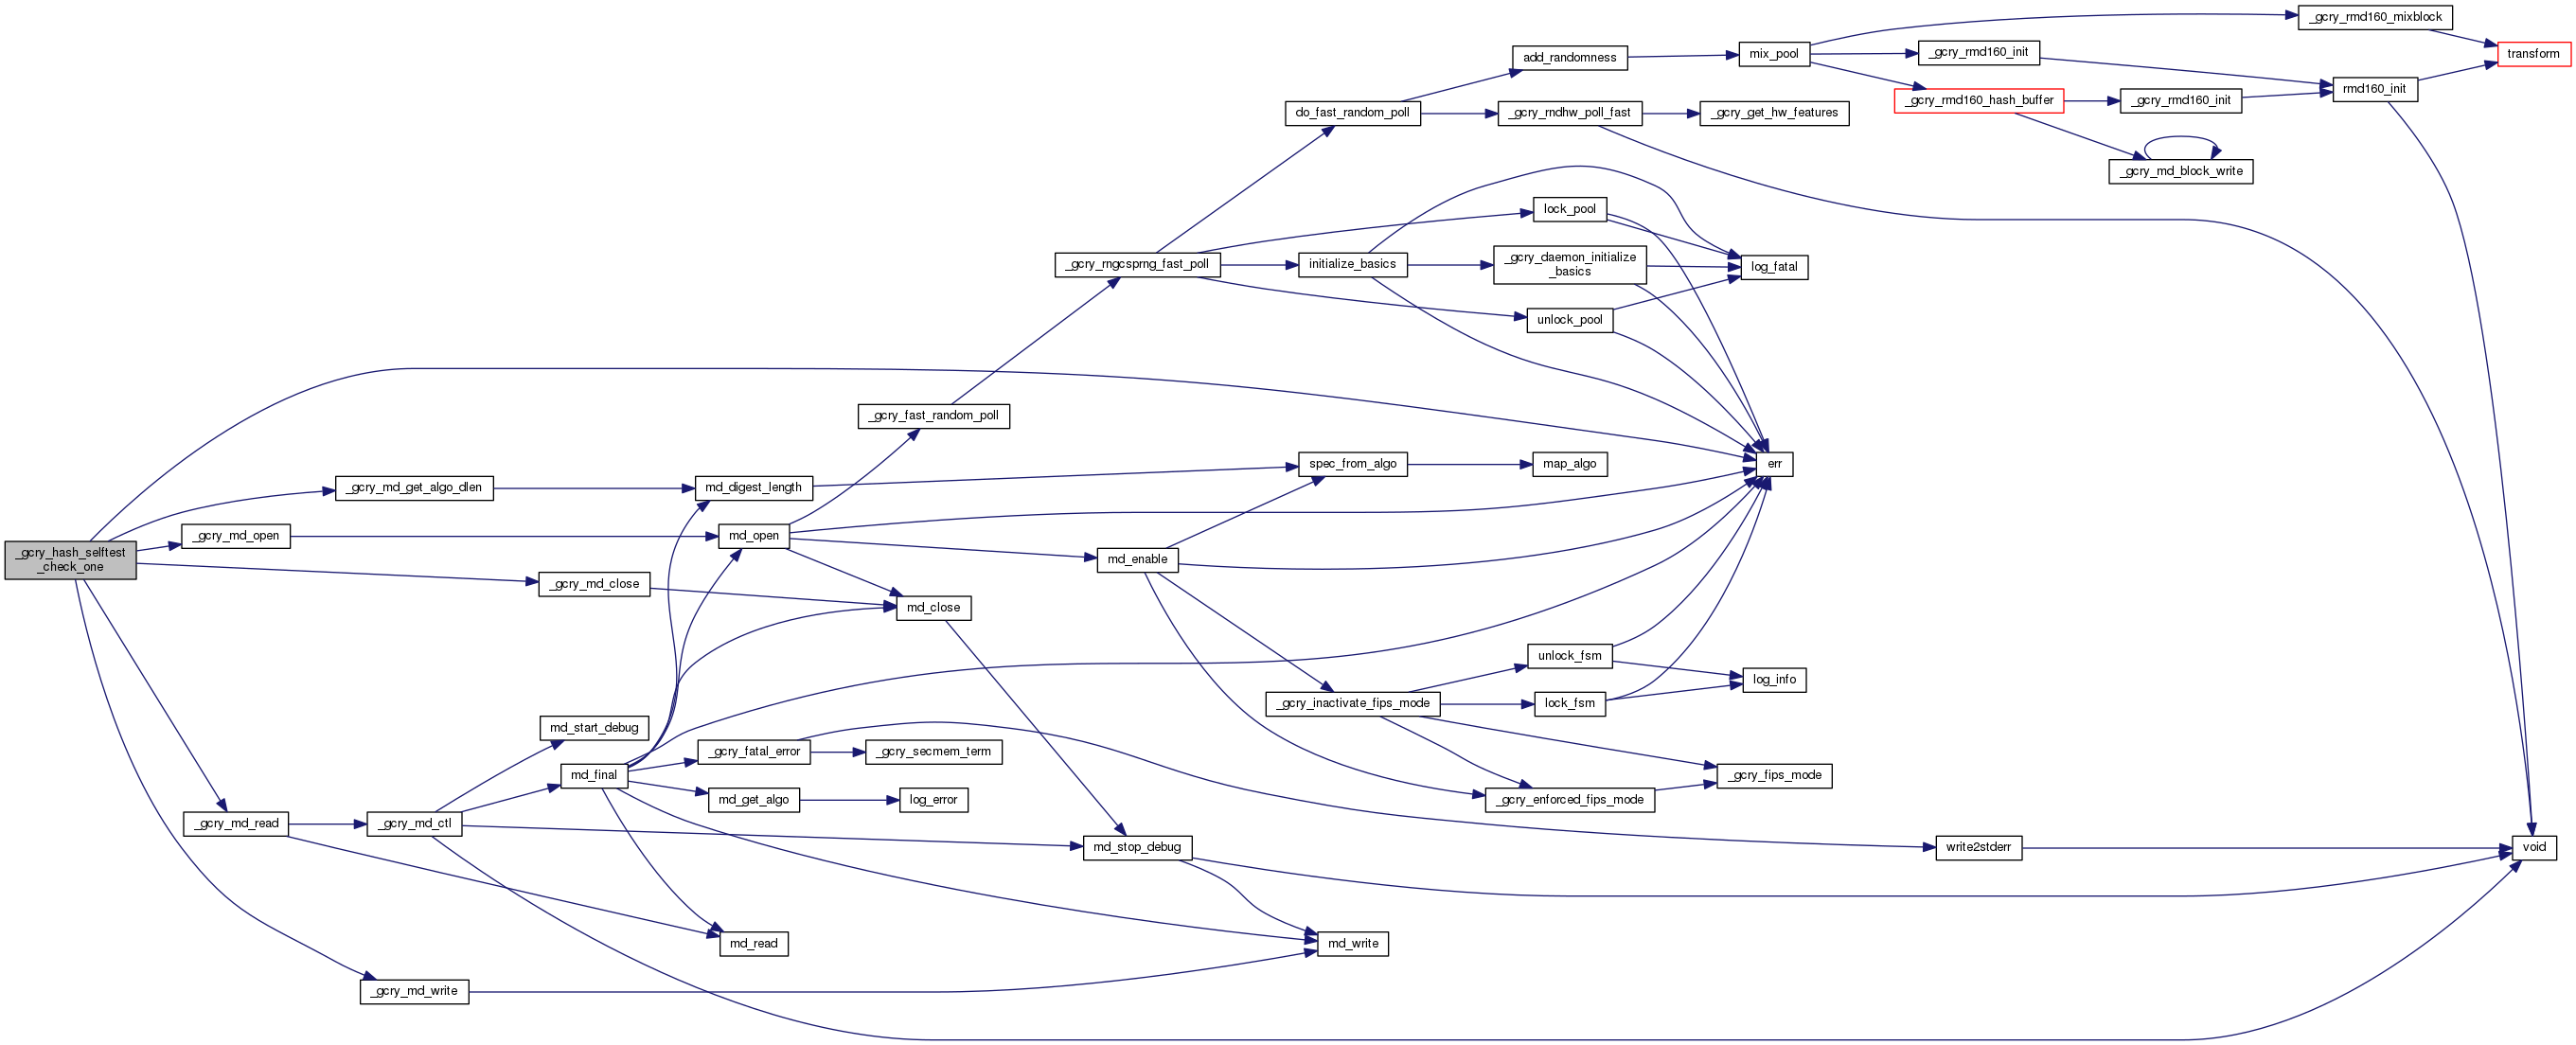 _gcry_hash_selftest
_check_one
_gcry_md_get_algo_dlen
_gcry_md_open
_gcry_md_close
_gcry_md_read
_gcry_md_ctl
_gcry_md_write
md_start_debug
md_final
md_digest_length
md_open
_gcry_fatal_error
md_get_algo
md_read
_gcry_fast_random_poll
md_close
_gcry_secmem_term
log_error
_gcry_rngcsprng_fast_poll
md_enable
md_stop_debug
do_fast_random_poll
initialize_basics
spec_from_algo
_gcry_inactivate_fips_mode
md_write
add_randomness
_gcry_rndhw_poll_fast
lock_pool
_gcry_daemon_initialize
_basics
unlock_pool
map_algo
unlock_fsm
lock_fsm
_gcry_enforced_fips_mode
mix_pool
_gcry_get_hw_features
log_fatal
err
log_info
_gcry_fips_mode
_gcry_rmd160_init
_gcry_rmd160_hash_buffer
write2stderr
_gcry_rmd160_init
_gcry_md_block_write
_gcry_rmd160_mixblock
rmd160_init
transform
void